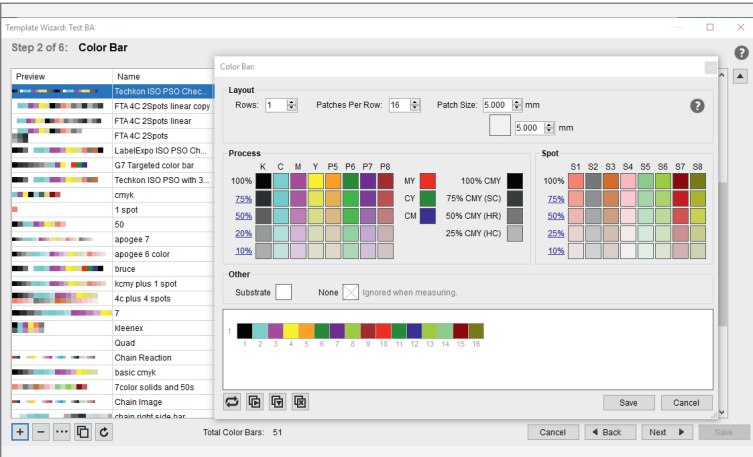 Template Wizard: Test BA
Step 2 of 6: Color Bar
Preview Name
Techkon ISO PSO Chec...
FTA 4C 2Spots linear copy
FTA 4C 2Spots linear
FTA 4C 2Spots
LabelExpo ISO PSO Ch...
G7 Targeted color bar
Techkon ISO PSO with 3...
cmyk
1 spot
50
apogee 7
apogee 6 color
bruce
kcmy plus 1 spot
4c plus 4 spots
7
kleenex
Quad
Chain Reaction
basic cmyk
7color solids and 50s
Chain Image
chain right side bar
Total Color Bars: 51
Cancel Back Next Save
Color Bar:
Layout
Rows: 1 Patches Per Row: 16 Patch Size: 5.000 mm
5.000 mm
Process
K C M Y P5 P6 P7 P8
100% MY 100% CMY
75% CY 75% CMY (SC)
50% CM 50% CMY (HR)
20% 25% CMY (HC)
10%
Spot
S1 S2 S3 S4 S5 S6 S7 S8
100%
75%
50%
25%
10%
Other
Substrate None Ignored when measuring.
1
1 2 3 4 5 6 7 8 9 10 11 12 13 14 15 16
Save Cancel